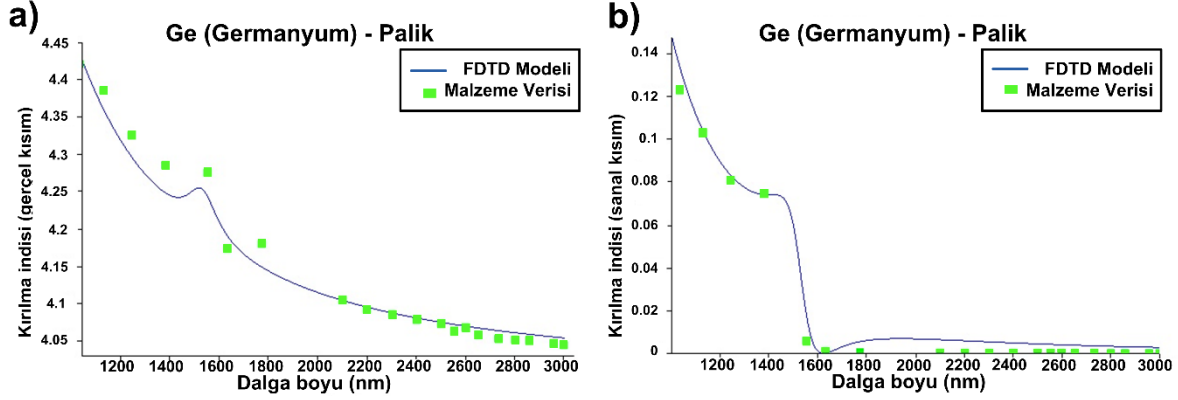 a)
Ge (Germanyum) - Palik
FDTD Modeli
Malzeme Verisi
Kırılma indisi (gerçel kısım)
4.45
4.4
4.35
4.3
4.25
4.2
4.15
4.1
4.05
1200 1400 1600 1800 2000 2200 2400 2600 2800 3000
Dalga boyu (nm)
b)
Ge (Germanyum) - Palik
FDTD Modeli
Malzeme Verisi
Kırılma indisi (sanal kısım)
0.14
0.12
0.1
0.08
0.06
0.04
0.02
0
1200 1400 1600 1800 2000 2200 2400 2600 2800 3000
Dalga boyu (nm)